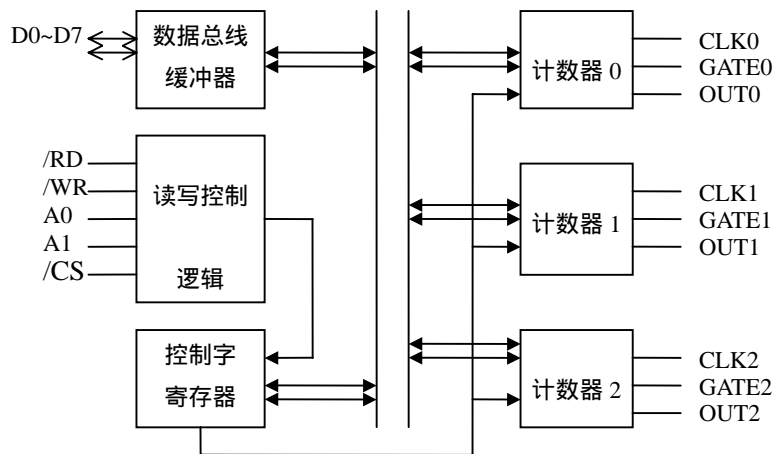 D0~D7
数据总线
缓冲器
/RD
/WR
A0
A1
/CS
读写控制
逻辑
控制字
寄存器
计数器 0
CLK0
GATE0
OUT0
计数器 1
CLK1
GATE1
OUT1
计数器 2
CLK2
GATE2
OUT2